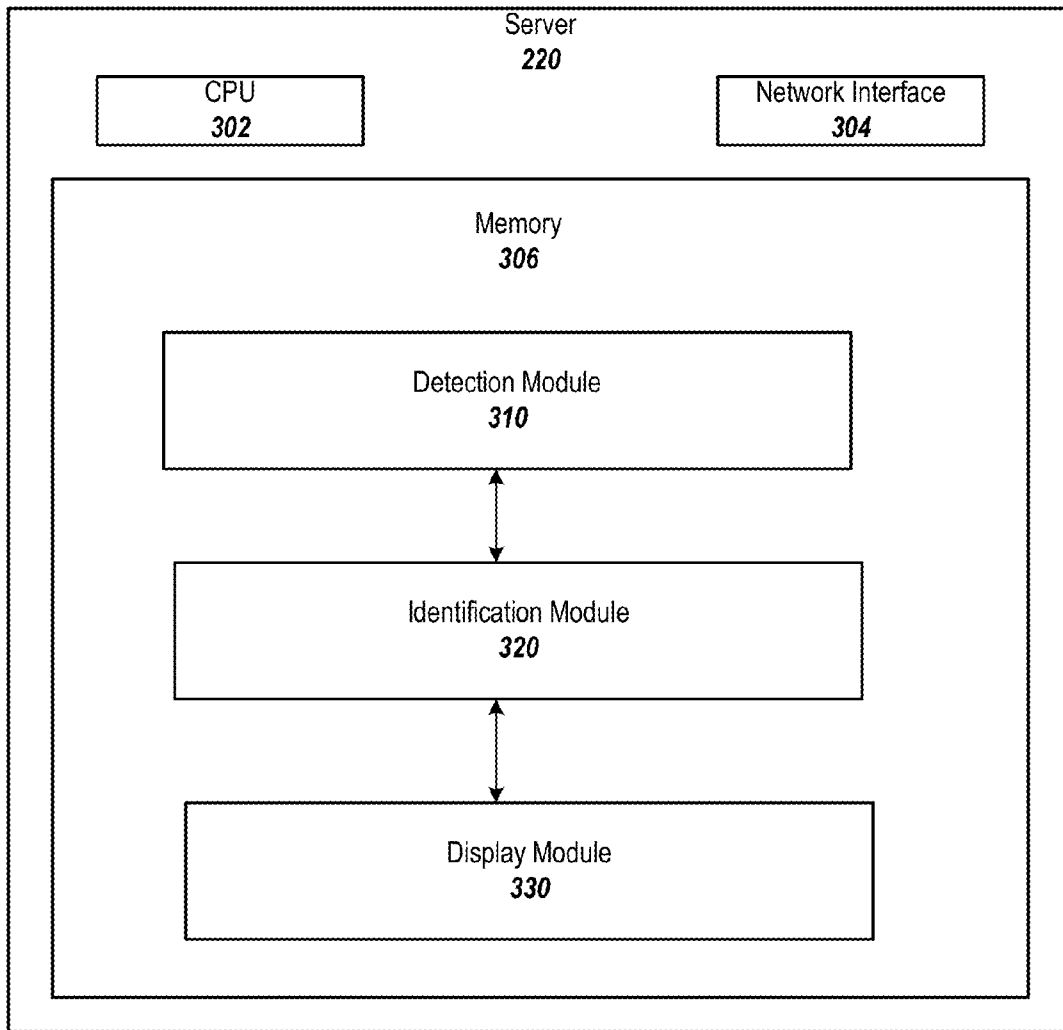 Server
220
CPU
302
Network Interface
304
Memory
306
Detection Module
310
Identification Module
320
Display Module
330